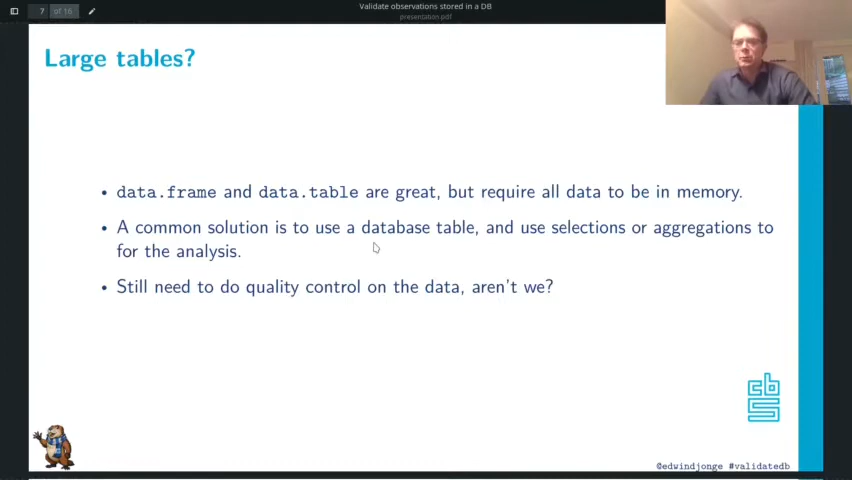 7 of 16
Validate observations stored in a DB
presentation.pdf
Large tables?
• data.frame and data.table are great, but require all data to be in memory.
• A common solution is to use a database table, and use selections or aggregations to
for the analysis.
• Still need to do quality control on the data, aren't we?
cbs
@edwindjonge #validatedb